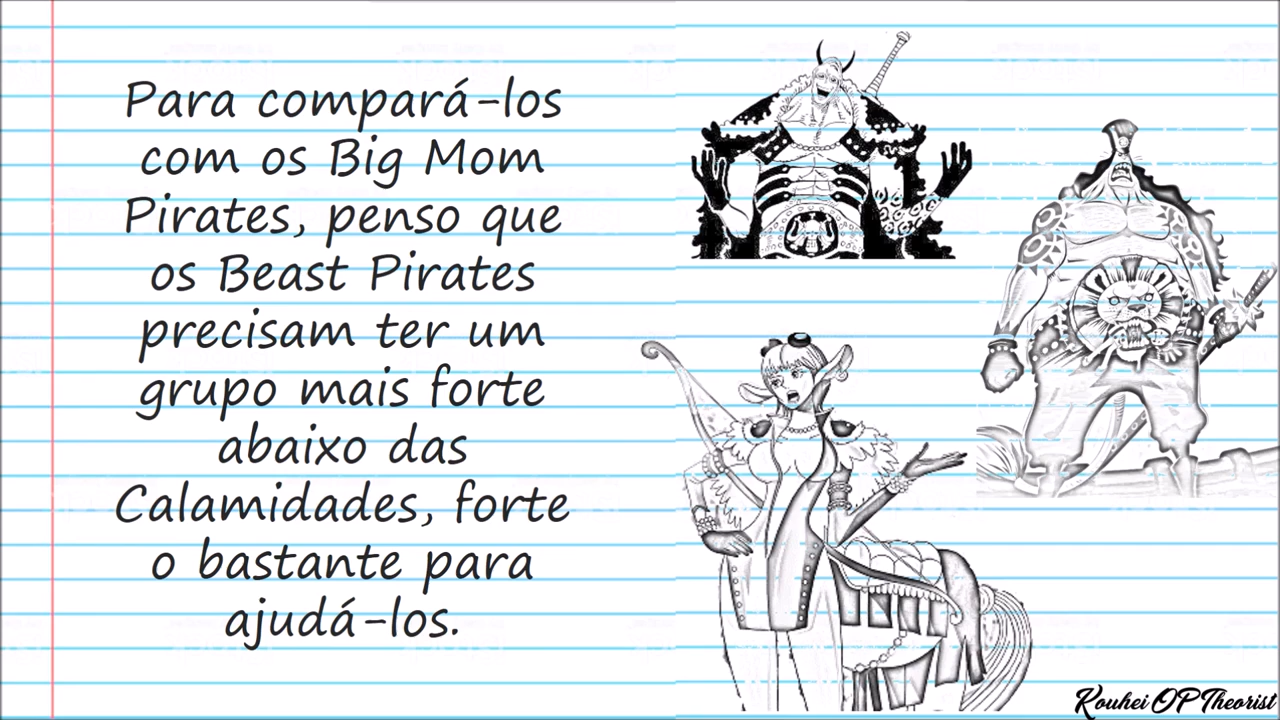 Para compará-los
com os Big Mom
Pirates, penso que
os Beast Pirates
precisam ter um
grupo mais forte
abaixo das
Calamidades, forte
o bastante para
ajudá-los.
Kouhei OP Theorist